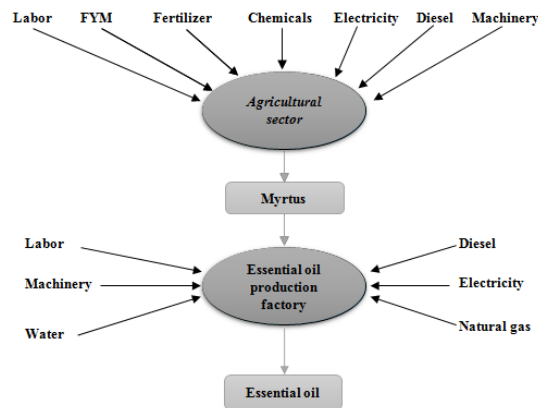 Labor FYM Fertilizer Chemicals Electricity Diesel Machinery
Agricultural
sector
Myrtus
Labor
Diesel
Essential oil
production
factory
Machinery
Electricity
Water
Natural gas
Essential oil